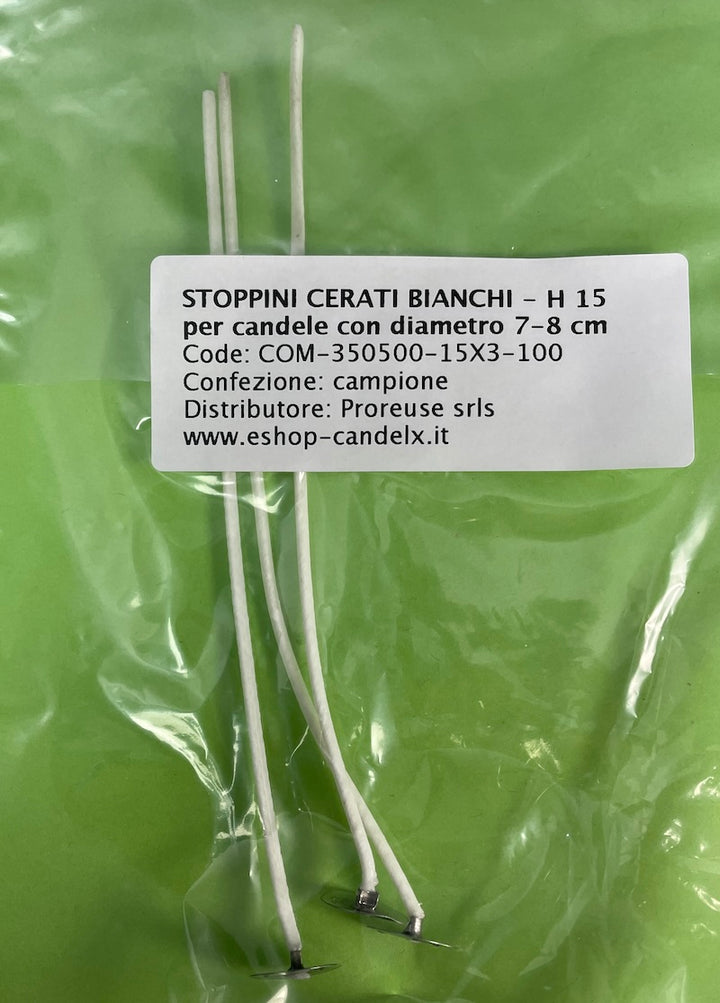 STOPPINI CERATI BIANCHI - H 15
per candele con diametro 7-8 cm
Code: COM-350500-15X3-100
Confezione: campione
Distributore: Proreuse srls
www.eshop-candelx.it